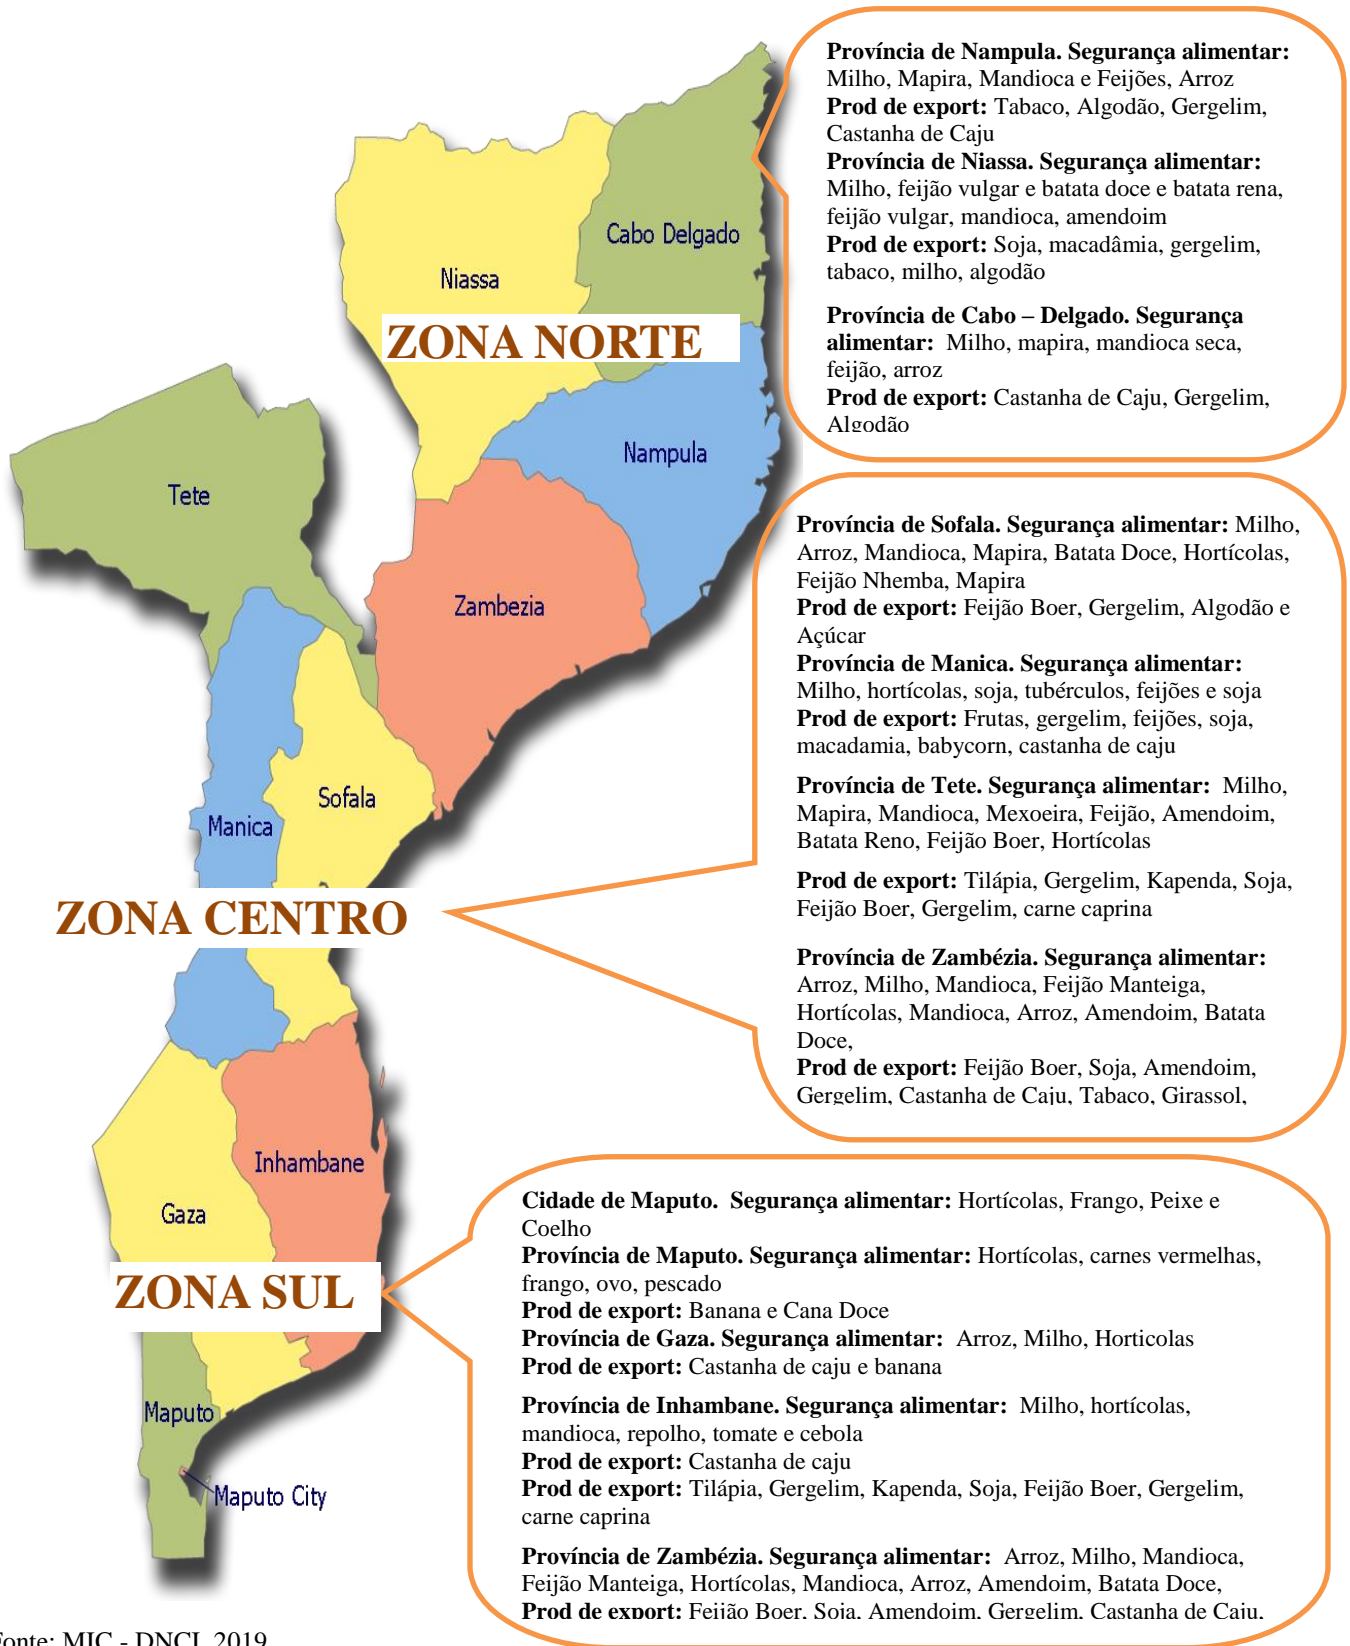 Província de Nampula. Segurança alimentar:
Milho, Mapira, Mandioca e Feijões, Arroz
Prod de export: Tabaco, Algodão, Gergelim,
Castanha de Caju
Província de Niassa. Segurança alimentar:
Milho, feijão vulgar e batata doce e batata rena,
feijão vulgar, mandioca, amendoim
Prod de export: Soja, macadâmia, gergelim,
tabaco, milho, algodão
Província de Cabo – Delgado. Segurança
alimentar: Milho, mapira, mandioca seca,
feijão, arroz
Prod de export: Castanha de Caju, Gergelim,
Algodão
Cabo Delgado
Niassa
ZONA NORTE
Nampula
Tete
Zambezia
Sofala
Manica
ZONA CENTRO
Província de Sofala. Segurança alimentar: Milho,
Arroz, Mandioca, Mapira, Batata Doce, Hortícolas,
Feijão Nhemba, Mapira
Prod de export: Feijão Boer, Gergelim, Algodão e
Açúcar
Província de Manica. Segurança alimentar:
Milho, hortícolas, soja, tubérculos, feijões e soja
Prod de export: Frutas, gergelim, feijões, soja,
macadamia, babycorn, castanha de caju
Província de Tete. Segurança alimentar: Milho,
Mapira, Mandioca, Mexoeira, Feijão, Amendoim,
Batata Reno, Feijão Boer, Hortícolas
Prod de export: Tilápia, Gergelim, Kapenda, Soja,
Feijão Boer, Gergelim, carne caprina
Província de Zambézia. Segurança alimentar:
Arroz, Milho, Mandioca, Feijão Manteiga,
Hortícolas, Mandioca, Arroz, Amendoim, Batata
Doce,
Prod de export: Feijão Boer, Soja, Amendoim,
Gergelim, Castanha de Caju, Tabaco, Girassol,
Inhambane
Gaza
ZONA SUL
Maputo
Maputo City
Cidade de Maputo. Segurança alimentar: Hortícolas, Frango, Peixe e
Coelho
Província de Maputo. Segurança alimentar: Hortícolas, carnes vermelhas,
frango, ovo, pescado
Prod de export: Banana e Cana Doce
Província de Gaza. Segurança alimentar: Arroz, Milho, Horticolas
Prod de export: Castanha de caju e banana
Província de Inhambane. Segurança alimentar: Milho, hortícolas,
mandioca, repolho, tomate e cebola
Prod de export: Castanha de caju
Prod de export: Tilápia, Gergelim, Kapenda, Soja, Feijão Boer, Gergelim,
carne caprina
Província de Zambézia. Segurança alimentar: Arroz, Milho, Mandioca,
Feijão Manteiga, Hortícolas, Mandioca, Arroz, Amendoim, Batata Doce,
Prod de export: Feijão Boer, Soja, Amendoim, Gergelim, Castanha de Caju,
Fonte: MIC - DNCI, 2019